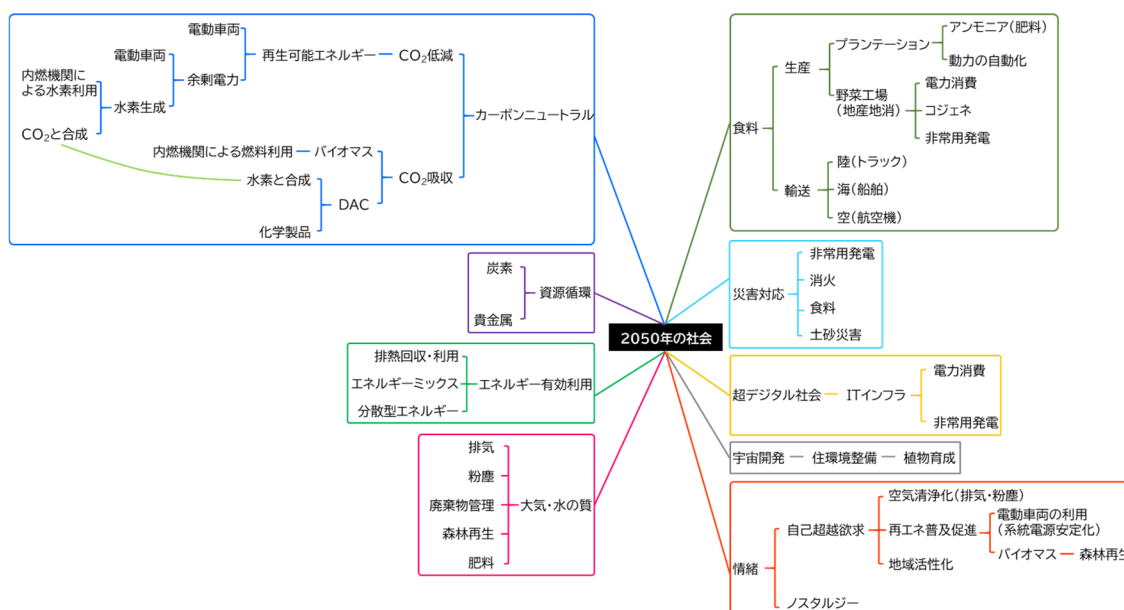 2050年の社会
カーボンニュートラル
CO₂低減
再生可能エネルギー
電動車両
余剰電力
電動車両
水素生成
内燃機関に
よる水素利用
CO₂と合成
CO₂吸収
バイオマス
内燃機関による燃料利用
DAC
水素と合成
化学製品
資源循環
炭素
貴金属
エネルギー有効利用
排熱回収・利用
エネルギーミックス
分散型エネルギー
大気・水の質
排気
粉塵
廃棄物管理
森林再生
肥料
食料
生産
プランテーション
アンモニア(肥料)
動力の自動化
野菜工場
(地産地消)
電力消費
コジェネ
非常用発電
輸送
陸(トラック)
海(船舶)
空(航空機)
災害対応
非常用発電
消火
食料
土砂災害
超デジタル社会
ITインフラ
電力消費
非常用発電
宇宙開発
住環境整備
植物育成
情緒
自己超越欲求
空気清浄化(排気・粉塵)
再エネ普及促進
電動車両の利用
(系統電源安定化)
バイオマス
森林再生
地域活性化
ノスタルジー